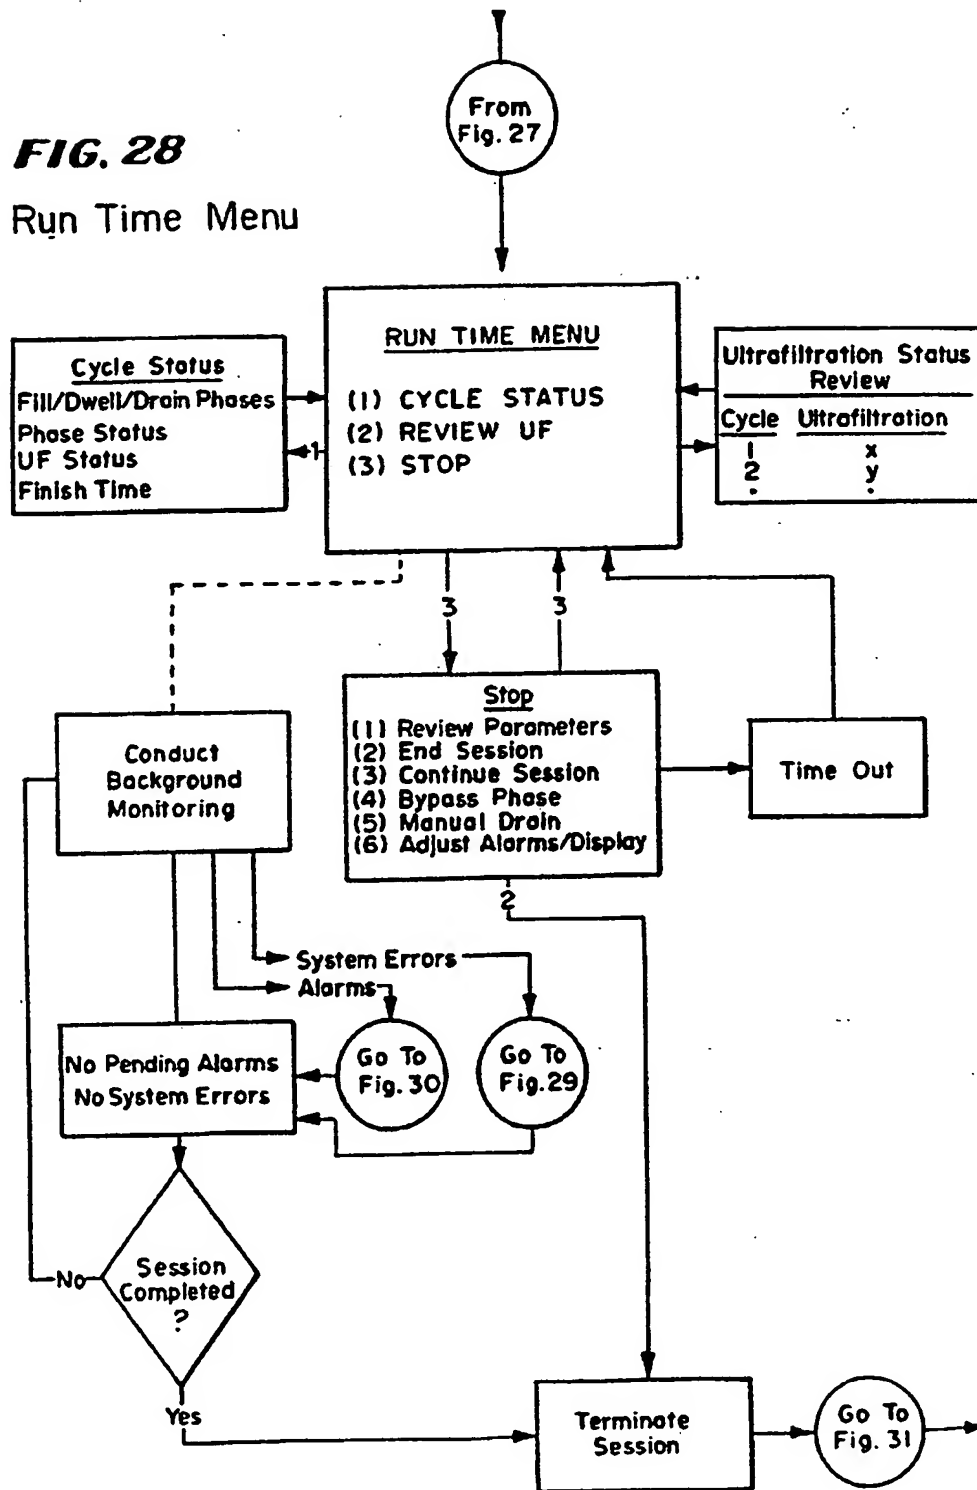 From
Fig. 27
FIG. 28
Run Time Menu
RUN TIME MENU
(1) CYCLE STATUS
(2) REVIEW UF
(3) STOP
Cycle Status
Fill/Dwell/Drain Phases
Phase Status
UF Status
Finish Time
1
Ultrafiltration Status
Review
Cycle Ultrafiltration
1 x
2 y
. .
3
3
Stop
(1) Review Parameters
(2) End Session
(3) Continue Session
(4) Bypass Phase
(5) Manual Drain
(6) Adjust Alarms/Display
Time Out
2
Conduct
Background
Monitoring
System Errors
Alarms
No Pending Alarms
No System Errors
Go To
Fig. 30
Go To
Fig. 29
Session
Completed
?
No
Yes
Terminate
Session
Go To
Fig. 31